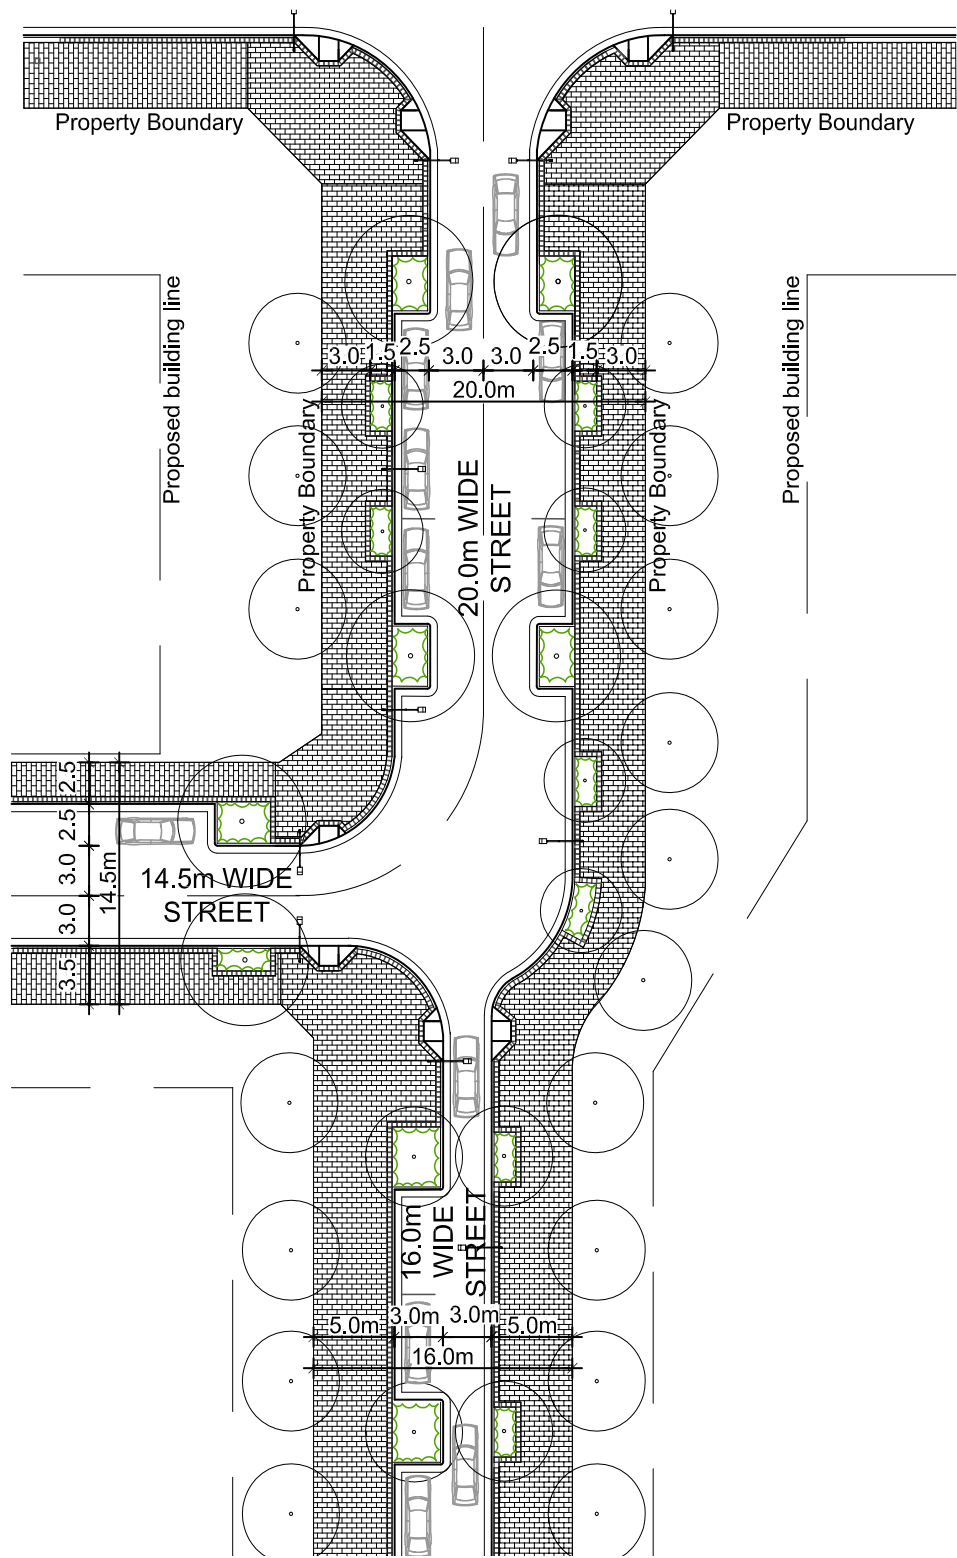 Property Boundary
Property Boundary
Proposed building line
Proposed building line
3.0 1.5 2.5 3.0 3.0 2.5 1.5 3.0
20.0m
Property Boundary
Property Boundary
20.0m WIDE
STREET
2.5
2.5
3.0
3.0
3.5
14.5m
14.5m WIDE
STREET
16.0m
WIDE
STREET
5.0m 3.0m 3.0m 5.0m
16.0m